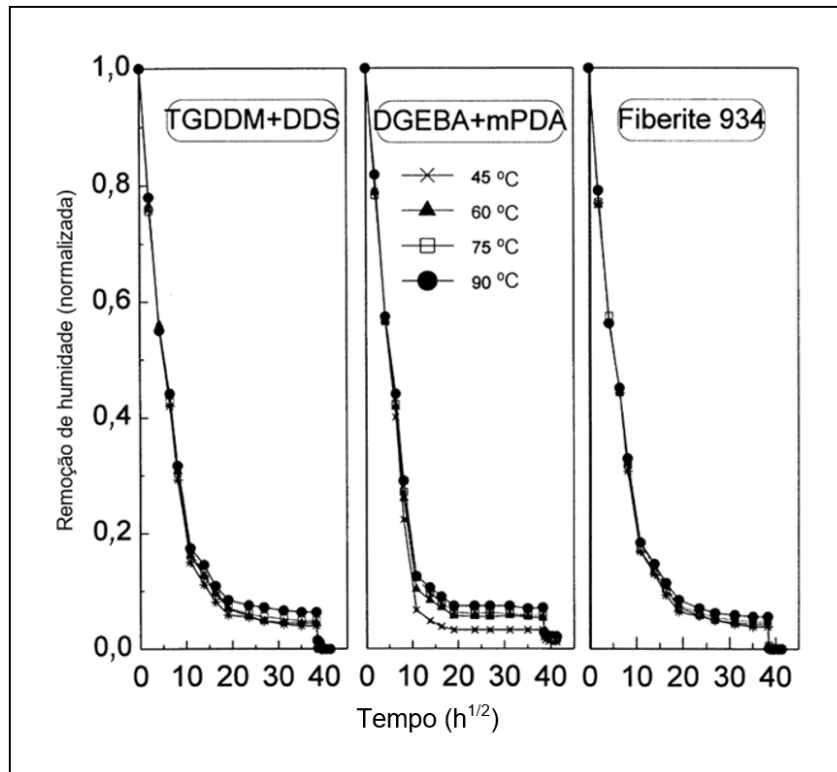 Remoção de humidade (normalizada)
1,0
0,8
0,6
0,4
0,2
0,0
TGDDM+DDS
DGEBA+mPDA
Fiberite 934
45 ºC
60 ºC
75 ºC
90 ºC
0 10 20 30 40
0 10 20 30 40
0 10 20 30 40
Tempo (h1/2)